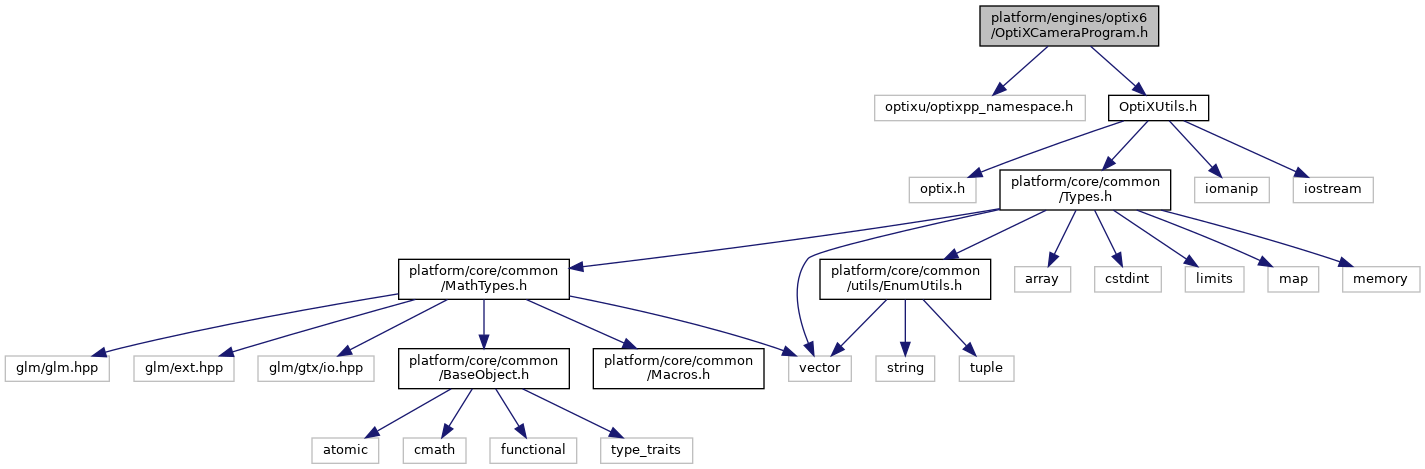 platform/engines/optix6
/OptiXCameraProgram.h
optixu/optixpp_namespace.h
OptiXUtils.h
optix.h
platform/core/common
/Types.h
iomanip
iostream
platform/core/common
/MathTypes.h
platform/core/common
/utils/EnumUtils.h
array
cstdint
limits
map
memory
glm/glm.hpp
glm/ext.hpp
glm/gtx/io.hpp
platform/core/common
/BaseObject.h
platform/core/common
/Macros.h
vector
string
tuple
atomic
cmath
functional
type_traits